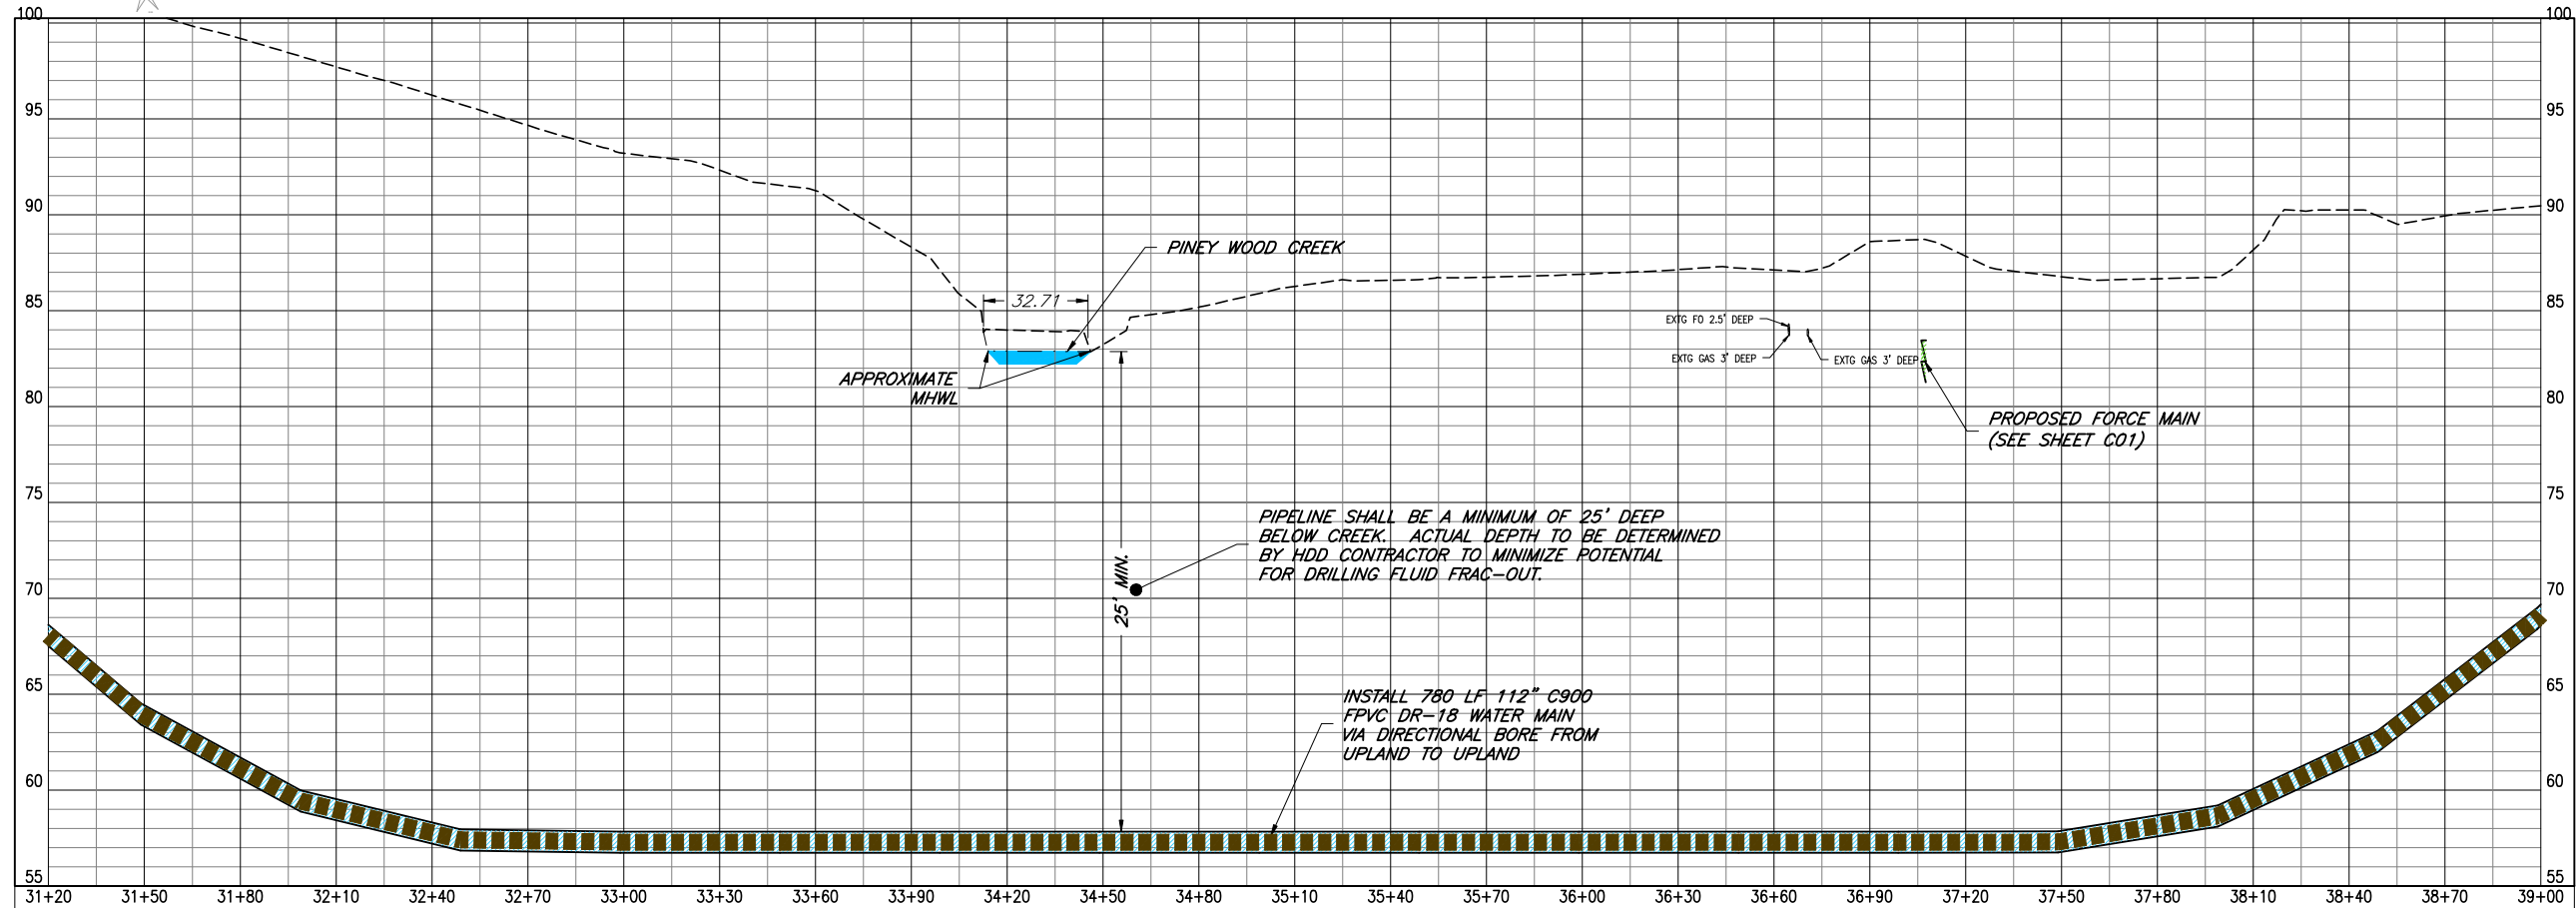 100
100
95
95
90
90
PINEY WOOD CREEK
85
32.71
85
EXTG FO 2.5' DEEP
EXTG GAS 3' DEEP
EXTG GAS 3' DEEP
APPROXIMATE
MHWL
80
80
PROPOSED FORCE MAIN
(SEE SHEET C01)
75
75
PIPELINE SHALL BE A MINIMUM OF 25' DEEP
BELOW CREEK. ACTUAL DEPTH TO BE DETERMINED
BY HDD CONTRACTOR TO MINIMIZE POTENTIAL
FOR DRILLING FLUID FRAC-OUT.
25' MIN.
70
70
65
65
INSTALL 780 LF 112" C900
FPVC DR-18 WATER MAIN
VIA DIRECTIONAL BORE FROM
UPLAND TO UPLAND
60
60
55
55
31+20 31+50 31+80 32+10 32+40 32+70 33+00 33+30 33+60 33+90 34+20 34+50 34+80 35+10 35+40 35+70 36+00 36+30 36+60 36+90 37+20 37+50 37+80 38+10 38+40 38+70 39+00